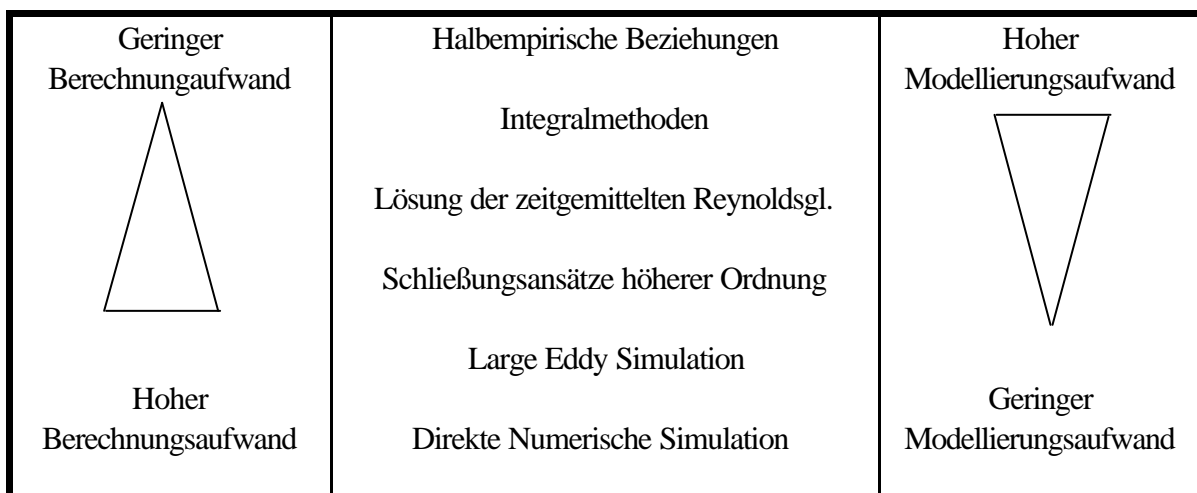 Geringer
Berechnungaufwand
Hoher
Berechnungsaufwand
Halbempirische Beziehungen
Integralmethoden
Lösung der zeitgemittelten Reynoldsgl.
Schließungsansätze höherer Ordnung
Large Eddy Simulation
Direkte Numerische Simulation
Hoher
Modellierungsaufwand
Geringer
Modellierungsaufwand